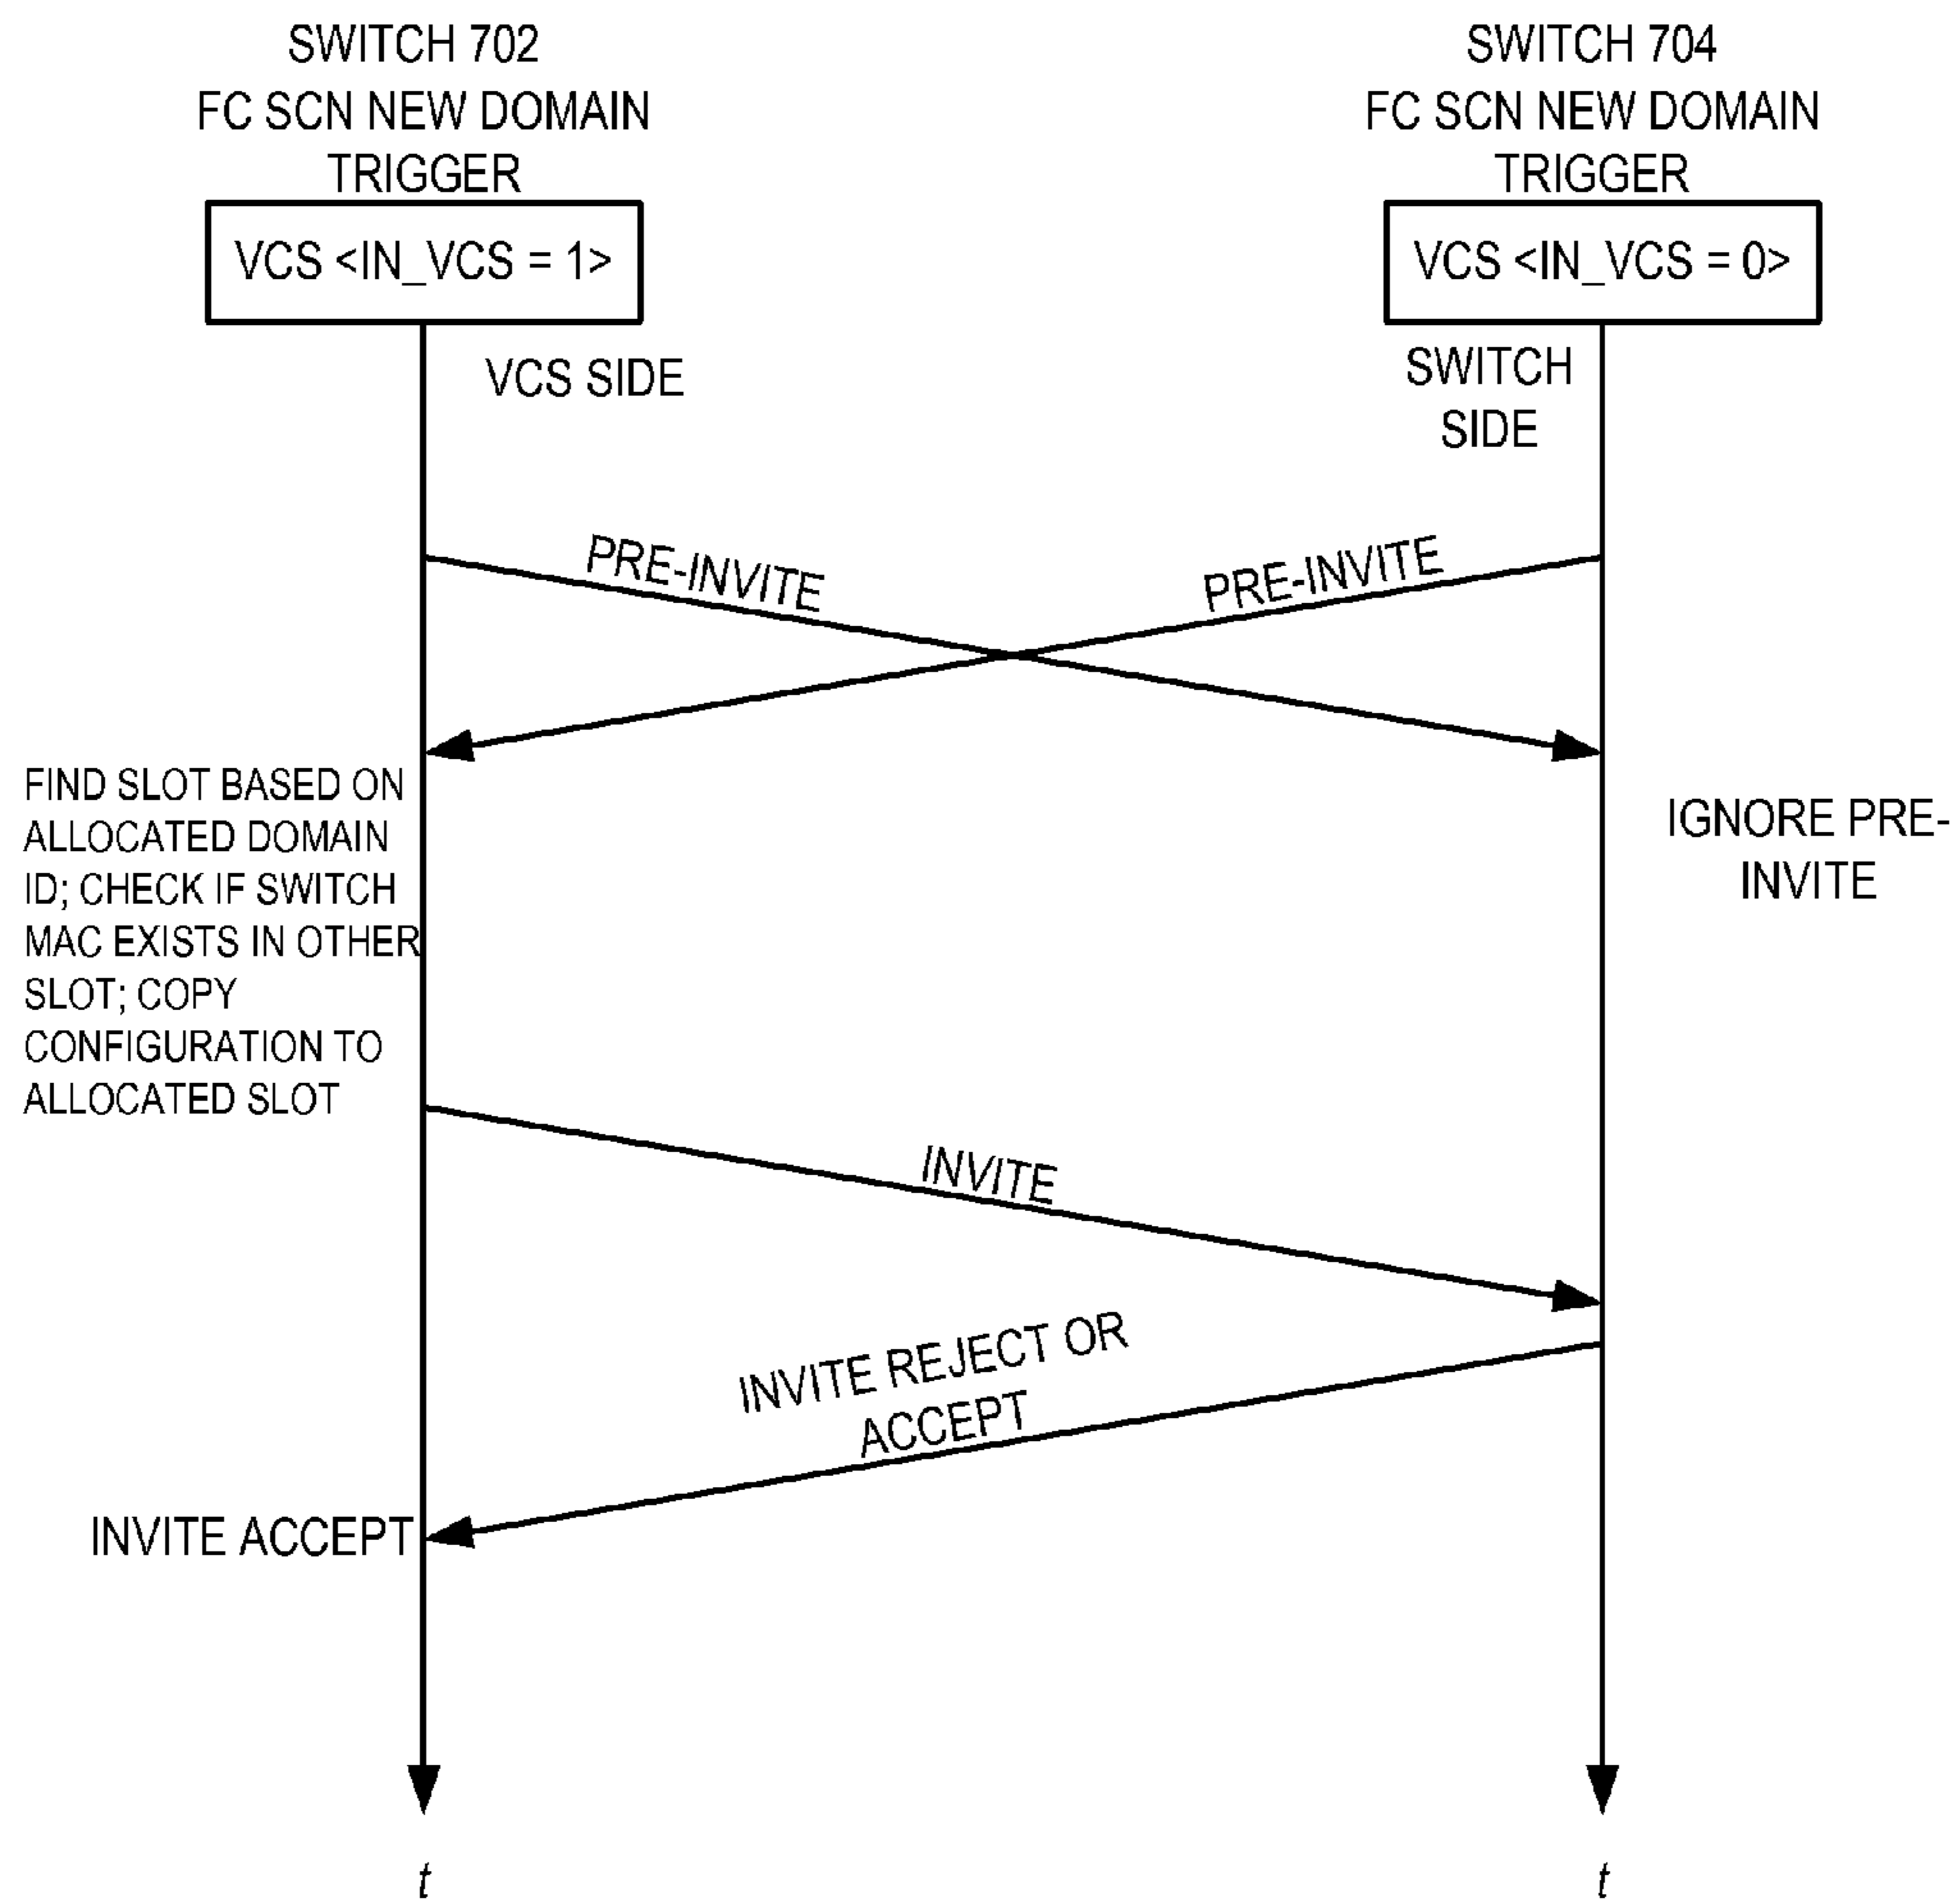 SWITCH 702
FC SCN NEW DOMAIN
TRIGGER
VCS <IN_VCS = 1>
VCS SIDE
SWITCH 704
FC SCN NEW DOMAIN
TRIGGER
VCS <IN_VCS = 0>
SWITCH
SIDE
PRE-INVITE
PRE-INVITE
FIND SLOT BASED ON
ALLOCATED DOMAIN
ID; CHECK IF SWITCH
MAC EXISTS IN OTHER
SLOT; COPY
CONFIGURATION TO
ALLOCATED SLOT
IGNORE PRE-
INVITE
INVITE
INVITE REJECT OR
ACCEPT
INVITE ACCEPT
t
t